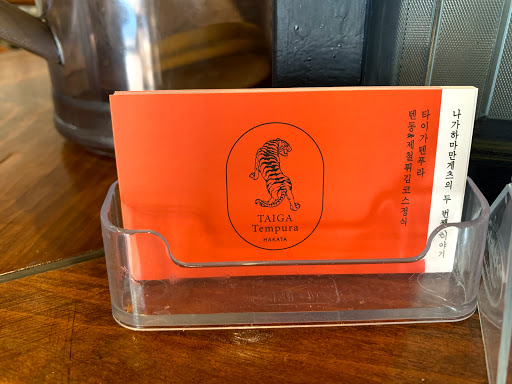 TAIGA
Tempura
HAKATA
타이가텐푸라
텐동&제철튀김코스정식
나가하마만게츠의 두 번째 이야기